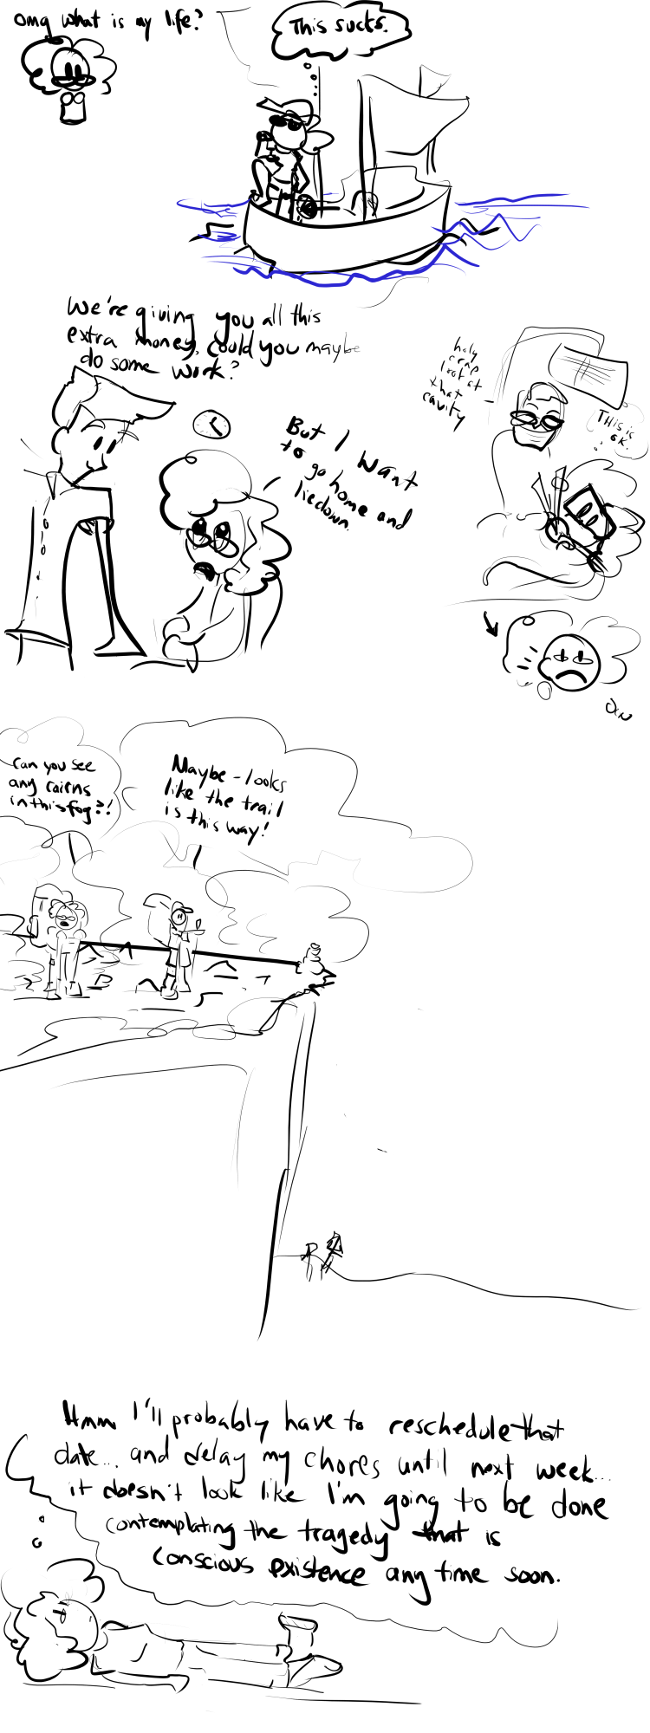 omg what is my life?
This sucks.
We're giving you all this
extra money, could you maybe
do some work?
But I want
to go home and
liedown.
holy
crap
look at
that
cavity
THIS is
ok.
can you see
any cairns
in this fog?!
Maybe - looks
like the trail
is this way!
Hmm I'll probably have to reschedule that
date... and delay my chores until next week...
it doesn't look like I'm going to be done
contemplating the tragedy that is
conscious existence any time soon.